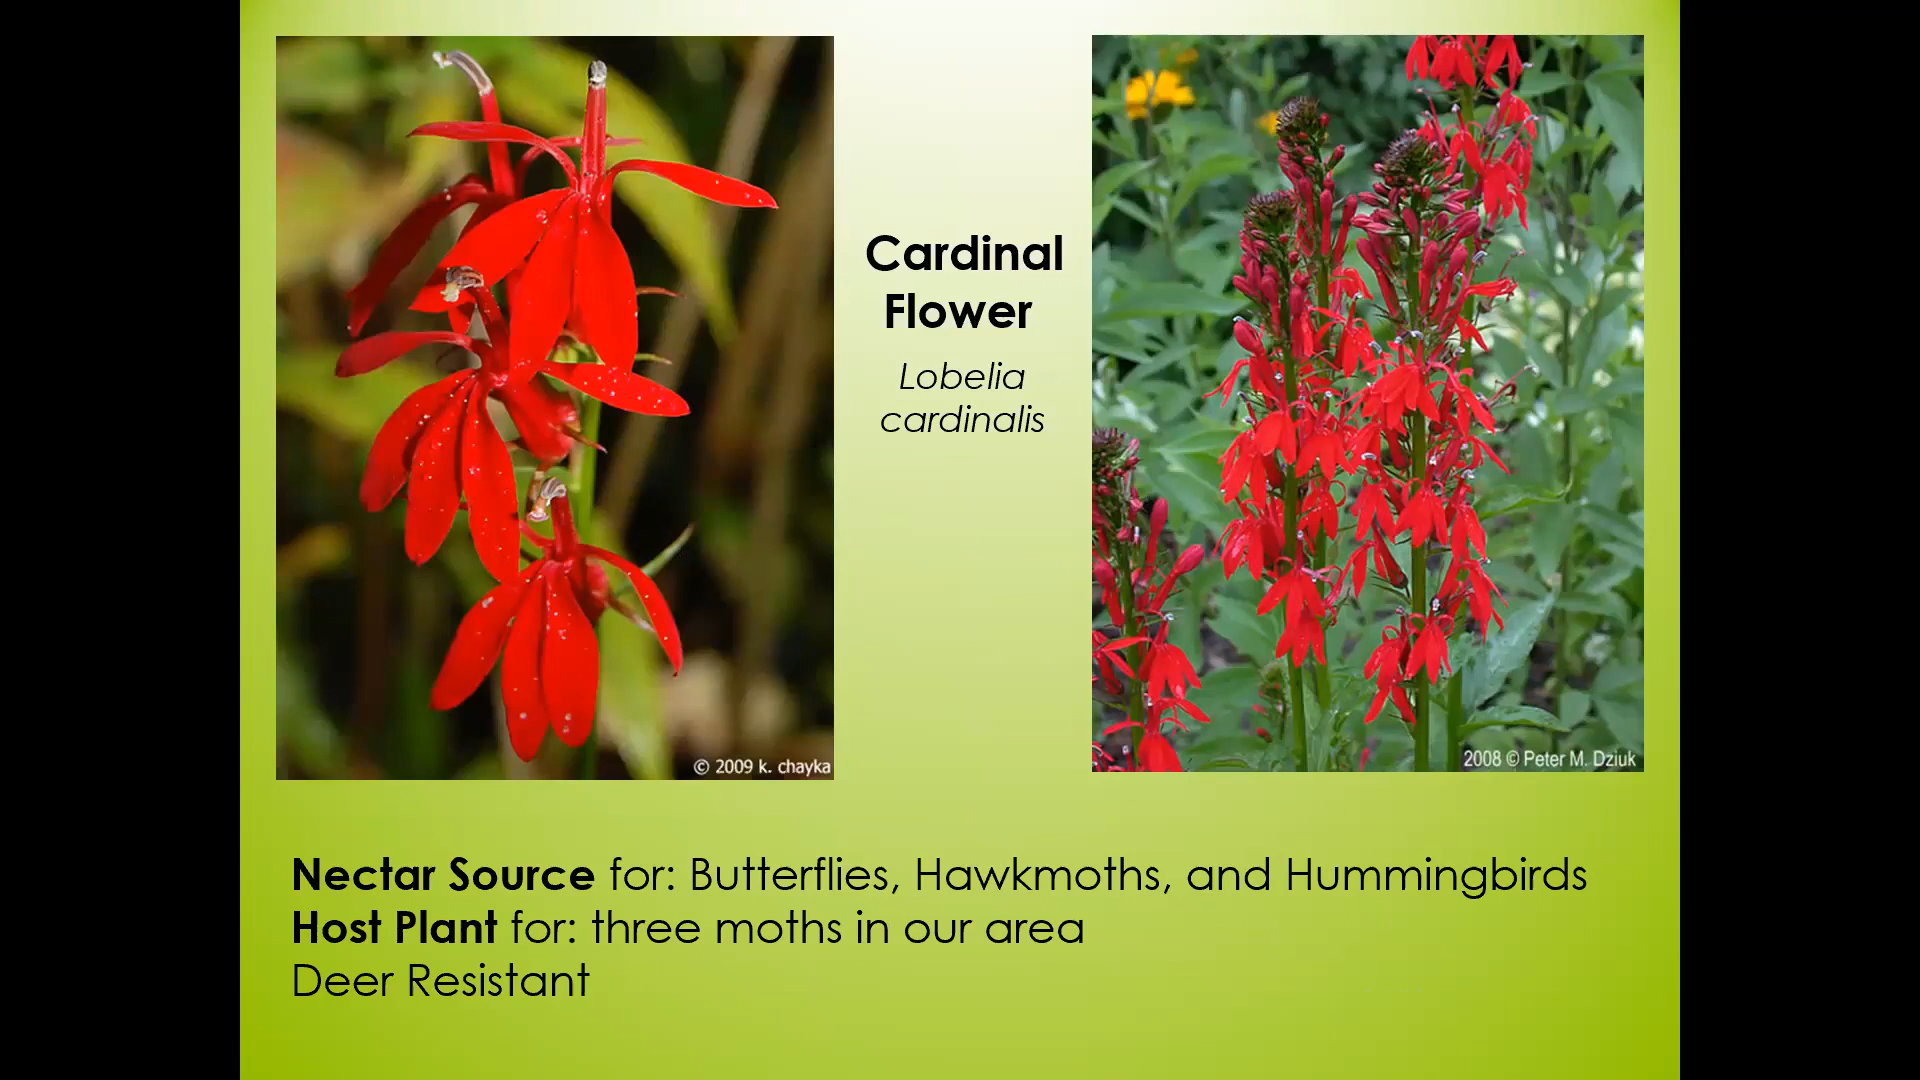 Cardinal
Flower
Lobelia
cardinalis
© 2009 k. chayka
2008 © Peter M. Dziuk
Nectar Source for: Butterflies, Hawkmoths, and Hummingbirds
Host Plant for: three moths in our area
Deer Resistant